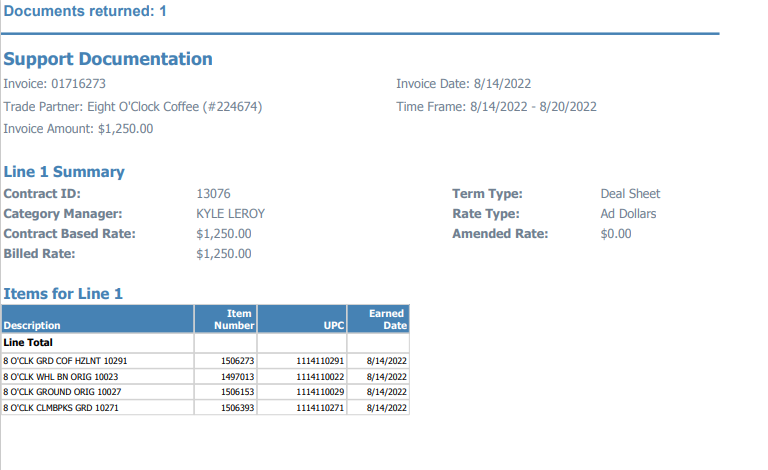 Documents returned: 1
Support Documentation
Invoice: 01716273 Invoice Date: 8/14/2022
Trade Partner: Eight O'Clock Coffee (#224674) Time Frame: 8/14/2022 - 8/20/2022
Invoice Amount: $1,250.00
Line 1 Summary
Contract ID: 13076 Term Type: Deal Sheet
Category Manager: KYLE LEROY Rate Type: Ad Dollars
Contract Based Rate: $1,250.00 Amended Rate: $0.00
Billed Rate: $1,250.00
Items for Line 1
Description Item Number UPC Earned Date
Line Total
8 O'CLK GRD COF HZLNT 10291 1506273 1114110291 8/14/2022
8 O'CLK WHL BN ORIG 10023 1497013 1114110022 8/14/2022
8 O'CLK GROUND ORIG 10027 1506153 1114110029 8/14/2022
8 O'CLK CLMBPKS GRD 10271 1506393 1114110271 8/14/2022